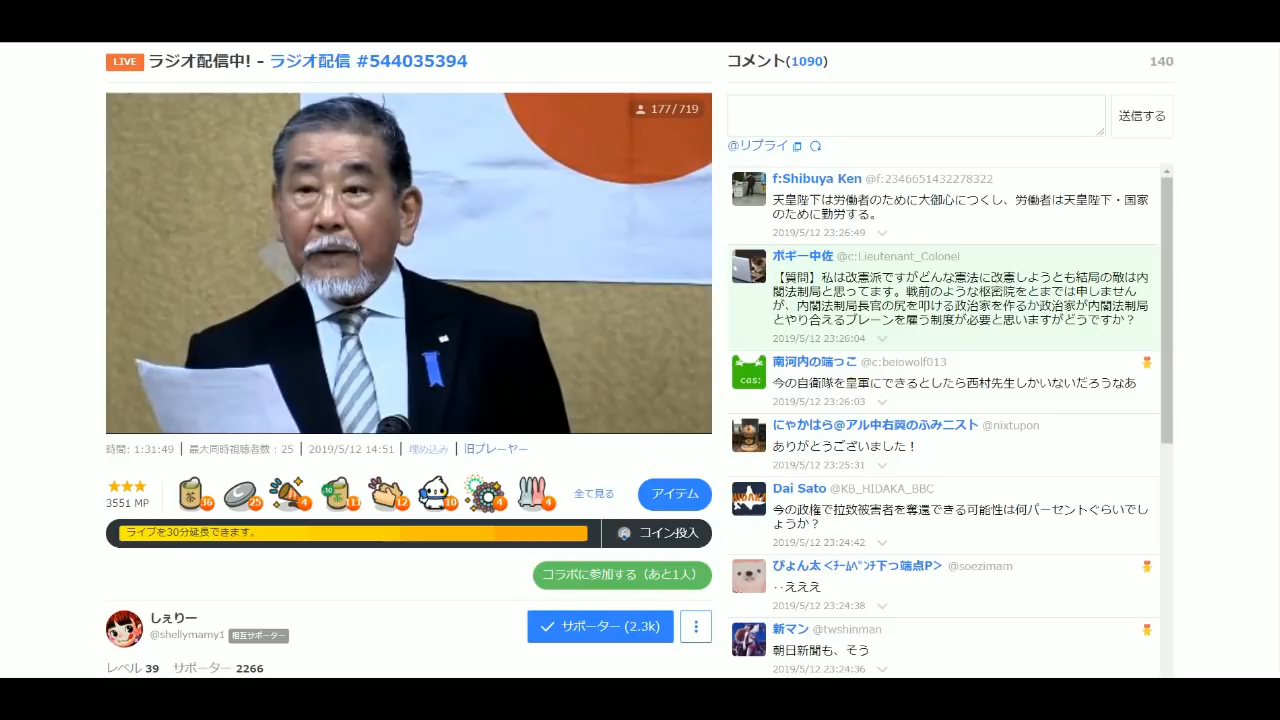 LIVE ラジオ配信中! - ラジオ配信 #544035394
177/719
時間: 1:31:49 | 最大同時視聴者数 : 25 | 2019/5/12 14:51 | 埋め込み | 旧プレーヤー
3551 MP
茶 36
25
4
10 茶 11
12
10
4
4
全て見る
アイテム
ライブを30分延長できます。
コイン投入
コラボに参加する（あと1人）
しぇりー
@shellymamy1 相互サポーター
サポーター (2.3k)
レベル 39 サポーター 2266
コメント(1090)
140
送信する
@リプライ
f:Shibuya Ken @f:2346651432278322
天皇陛下は労働者のために大御心につくし、労働者は天皇陛下・国家
のために勤労する。
2019/5/12 23:26:49
ボギー中佐 @c:Lieutenant_Colonel
【質問】私は改憲派ですがどんな憲法に改憲しようとも結局の敵は内
閣法制局と思ってます。戦前のような枢密院をとまでは申しません
が、内閣法制局長官の尻を叩ける政治家を作るか政治家が内閣法制局
とやり合えるブレーンを雇う制度が必要と思いますがどうですか？
2019/5/12 23:26:04
南河内の端っこ @c:beiowolf013
cas:
今の自衛隊を皇軍にできるとしたら西村先生しかいないだろうなあ
2019/5/12 23:26:03
にゃかはら@アル中右翼のふみニスト @nixtupon
ありがとうございました！
2019/5/12 23:25:31
Dai Sato @KB_HIDAKA_BBC
HIDAKA
今の政権で拉致被害者を奪還できる可能性は何パーセントぐらいでし
ょうか？
2019/5/12 23:24:42
ぴょん太<ﾁｰﾑﾍﾟﾝﾁ下っ端点P> @soezimam
‥ええええ
2019/5/12 23:24:38
新マン @twshinman
朝日新聞も、そう
2019/5/12 23:24:36